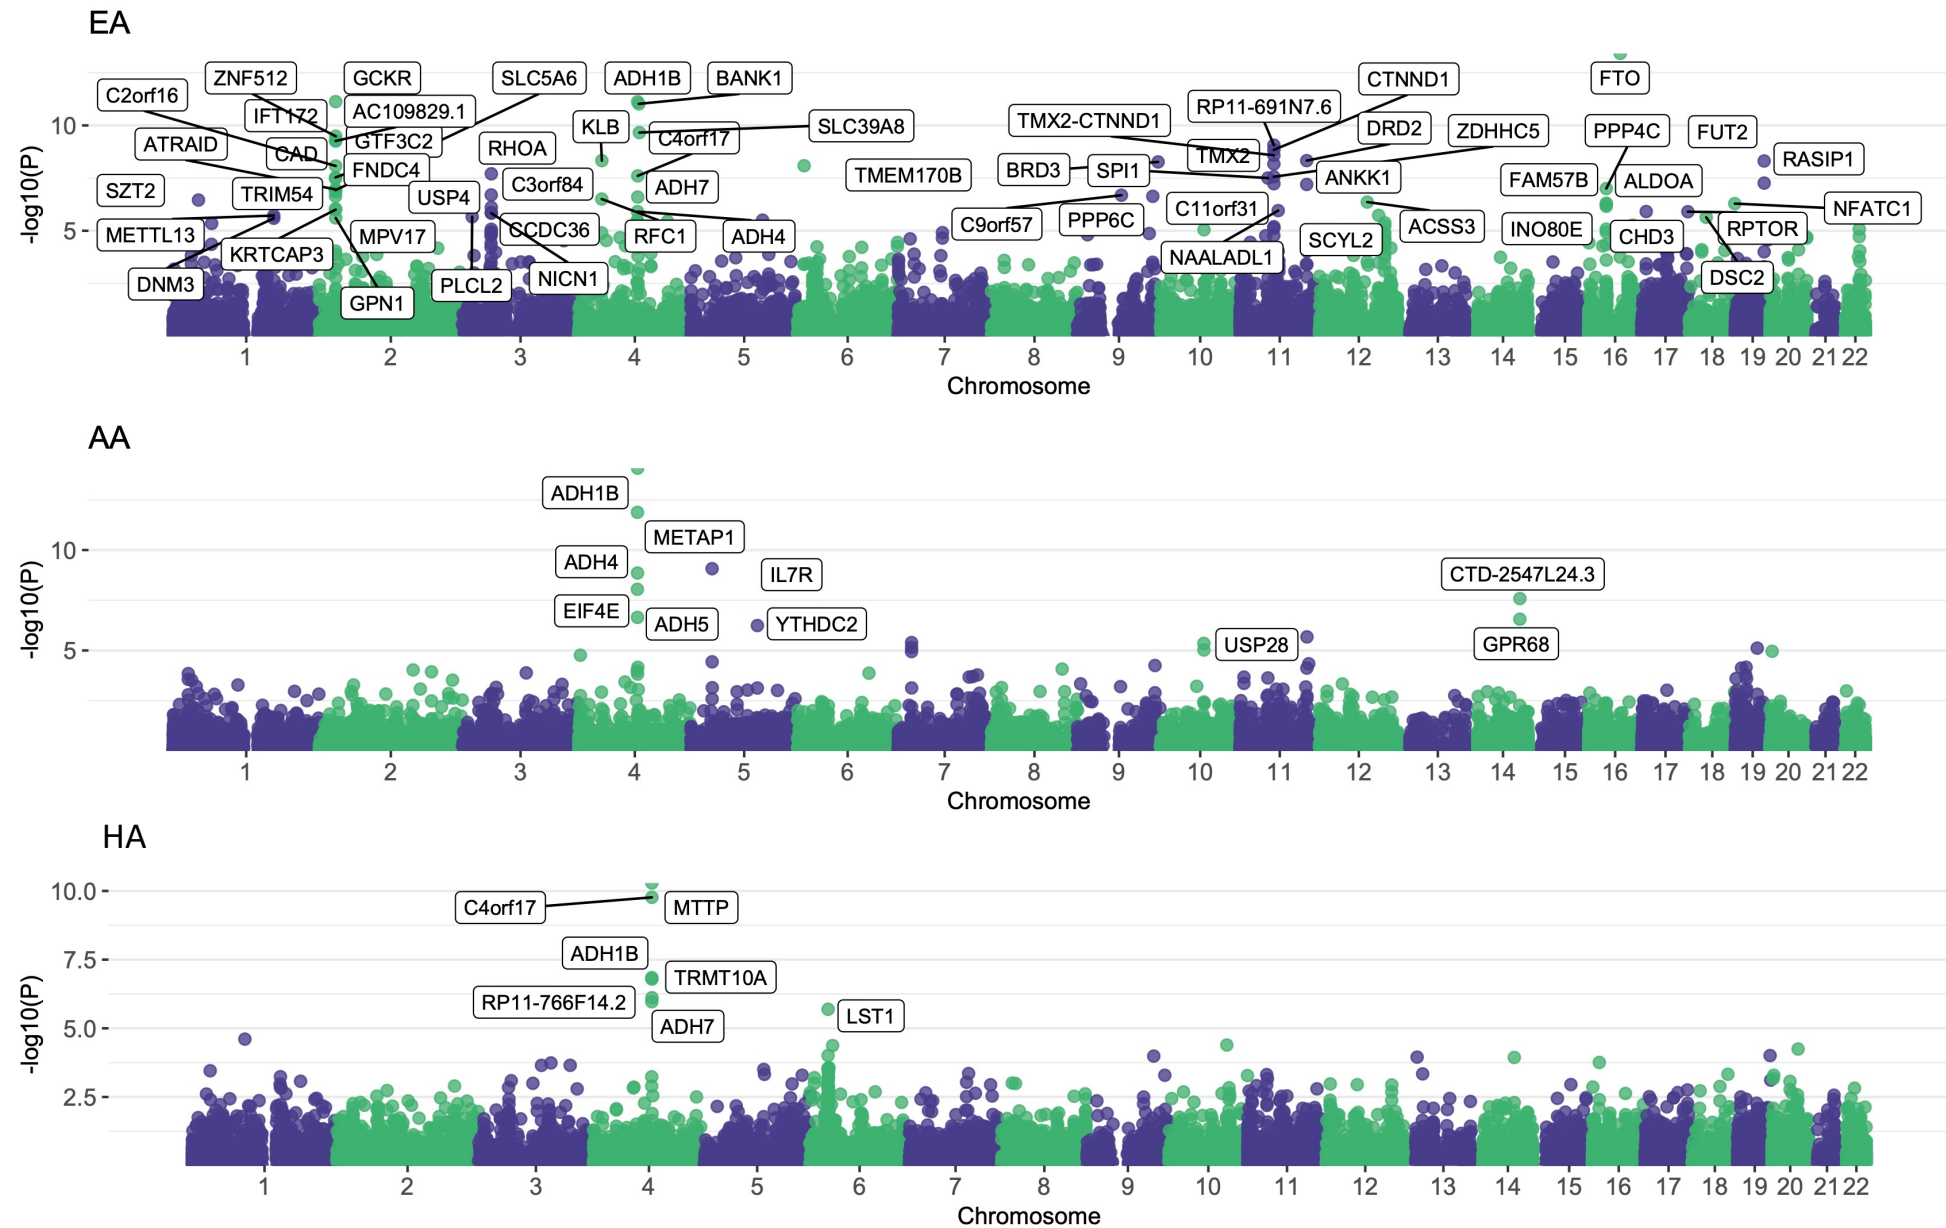 EA
ZNF512 GCKR SLC5A6 ADH1B BANK1 CTNND1 FTO
C2orf16 IFT172 AC109829.1 KLB SLC39A8 TMX2-CTNND1 RP11-691N7.6 DRD2 ZDHHC5 PPP4C FUT2
10
ATRAID CAD GTF3C2 RHOA C4orf17 TMX2 RASIP1
SZT2 TRIM54 FNDC4 USP4 C3orf84 ADH7 TMEM170B BRD3 SPI1 ANKK1 FAM57B ALDOA
-log10(P)
5
METTL13 KRTCAP3 MPV17 CCDC36 RFC1 ADH4 C9orf57 PPP6C C11orf31 SCYL2 ACSS3 INO80E CHD3 RPTOR NFATC1
DNM3 GPN1 PLCL2 NICN1 NAALADL1 DSC2
1 2 3 4 5 6 7 8 9 10 11 12 13 14 15 16 17 18 19 20 21 22
Chromosome
AA
ADH1B
METAP1
10
ADH4 IL7R CTD-2547L24.3
-log10(P)
EIF4E ADH5 YTHDC2
5
USP28 GPR68
1 2 3 4 5 6 7 8 9 10 11 12 13 14 15 16 17 18 19 20 21 22
Chromosome
HA
10.0
C4orf17 MTTP
7.5
ADH1B
TRMT10A
-log10(P)
RP11-766F14.2
5.0
ADH7 LST1
2.5
1 2 3 4 5 6 7 8 9 10 11 12 13 14 15 16 17 18 19 20 21 22
Chromosome